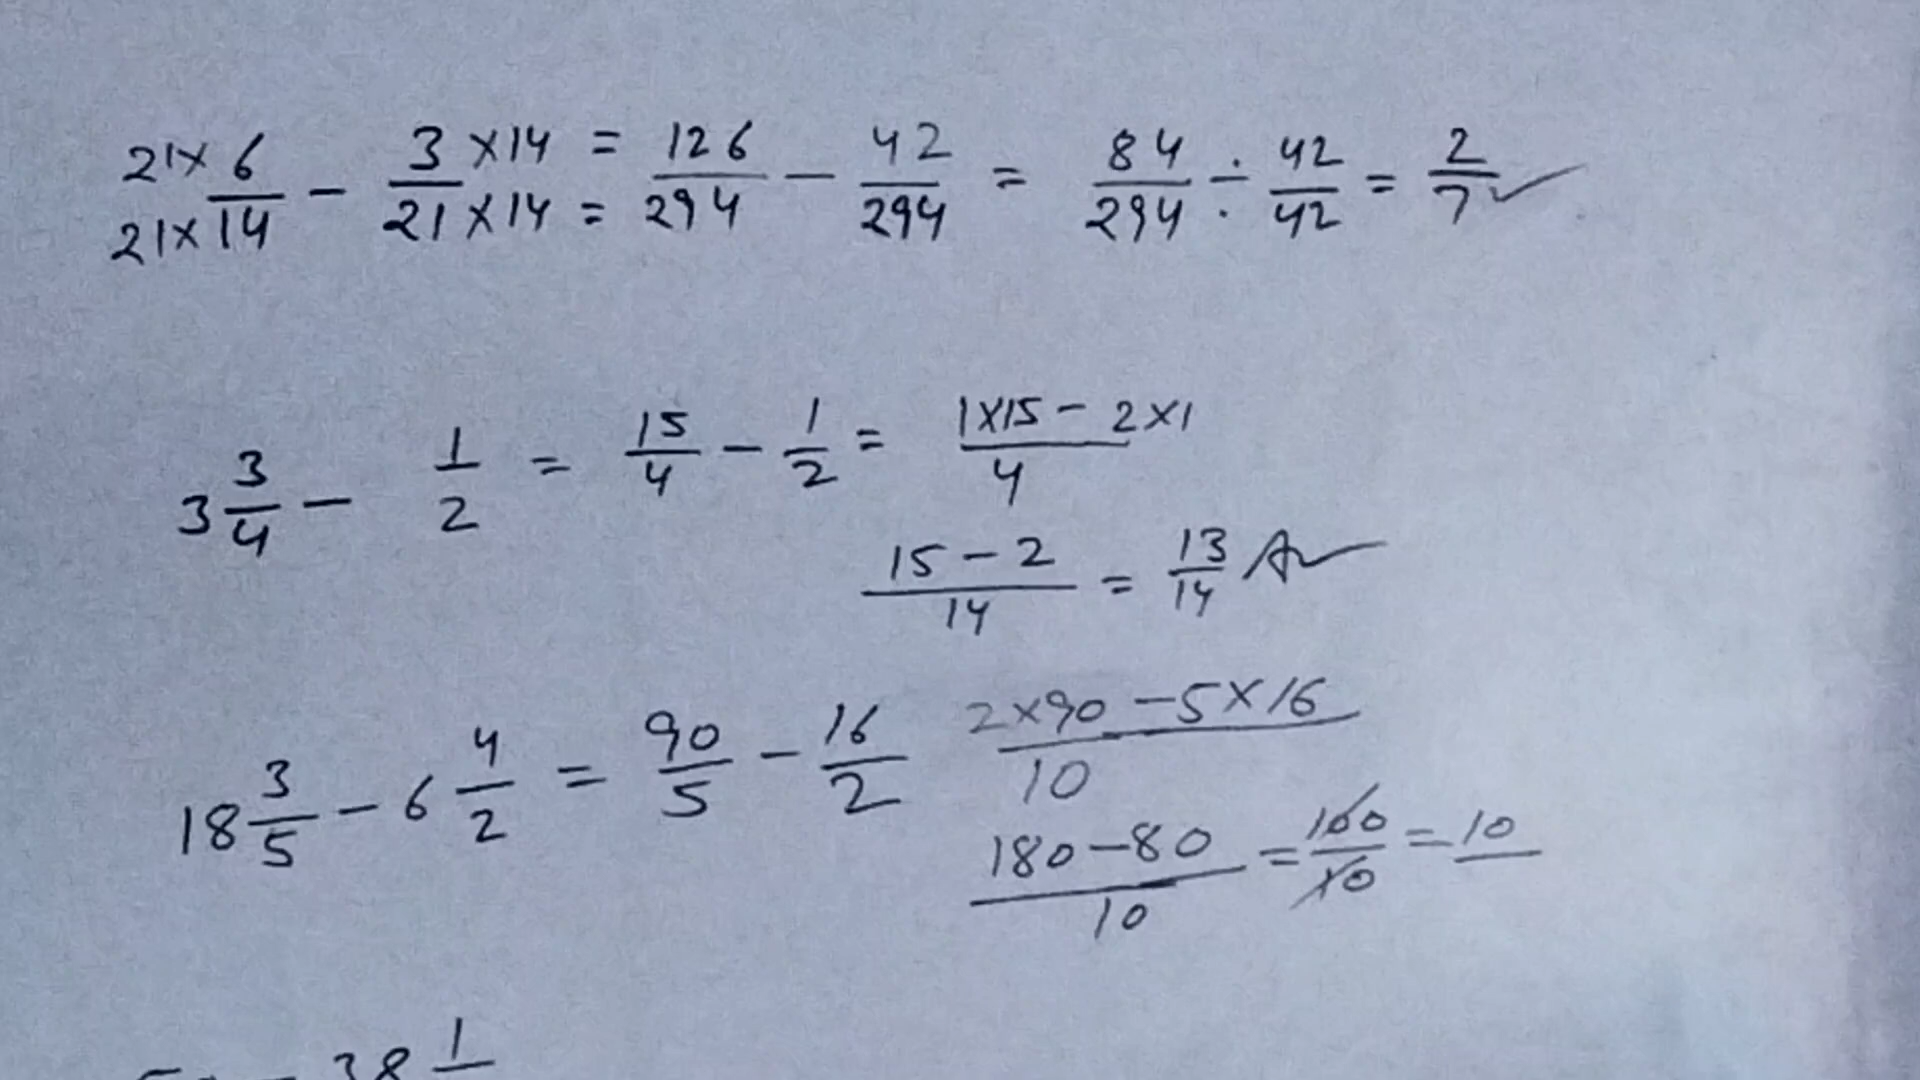 21×6/21×14 − 3×14/21×14 = 126/294 − 42/294 = 84/294 ÷ 42/42 = 2/7 ✓
3 3/4 − 1/2 = 15/4 − 1/2 = 1×15 − 2×1/4
15 − 2/14 = 13/14
18 3/5 − 6 4/2 = 90/5 − 16/2 2×90 − 5×16/10
180 − 80/10 = 100/10 = 10
38 1